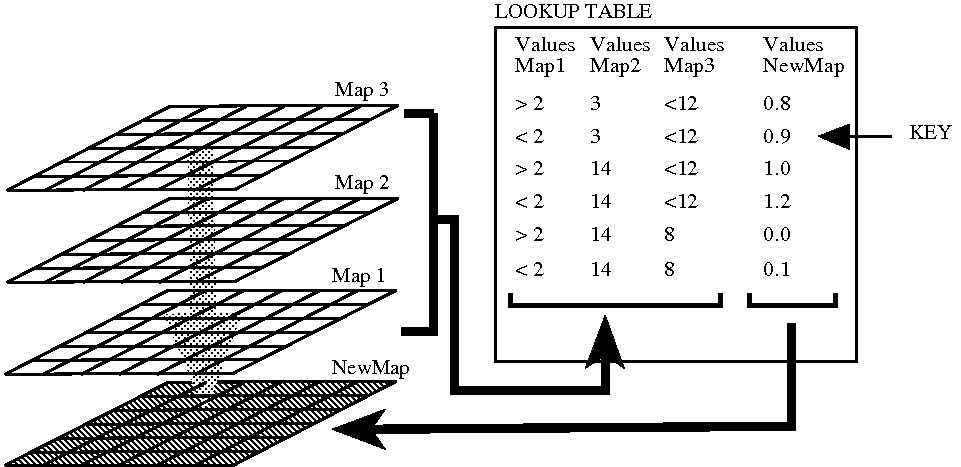 LOOKUP TABLE
Values Values Values Values
Map1 Map2 Map3 NewMap
> 2 3 <12 0.8
< 2 3 <12 0.9
> 2 14 <12 1.0
< 2 14 <12 1.2
> 2 14 8 0.0
< 2 14 8 0.1
KEY
Map 3
Map 2
Map 1
NewMap